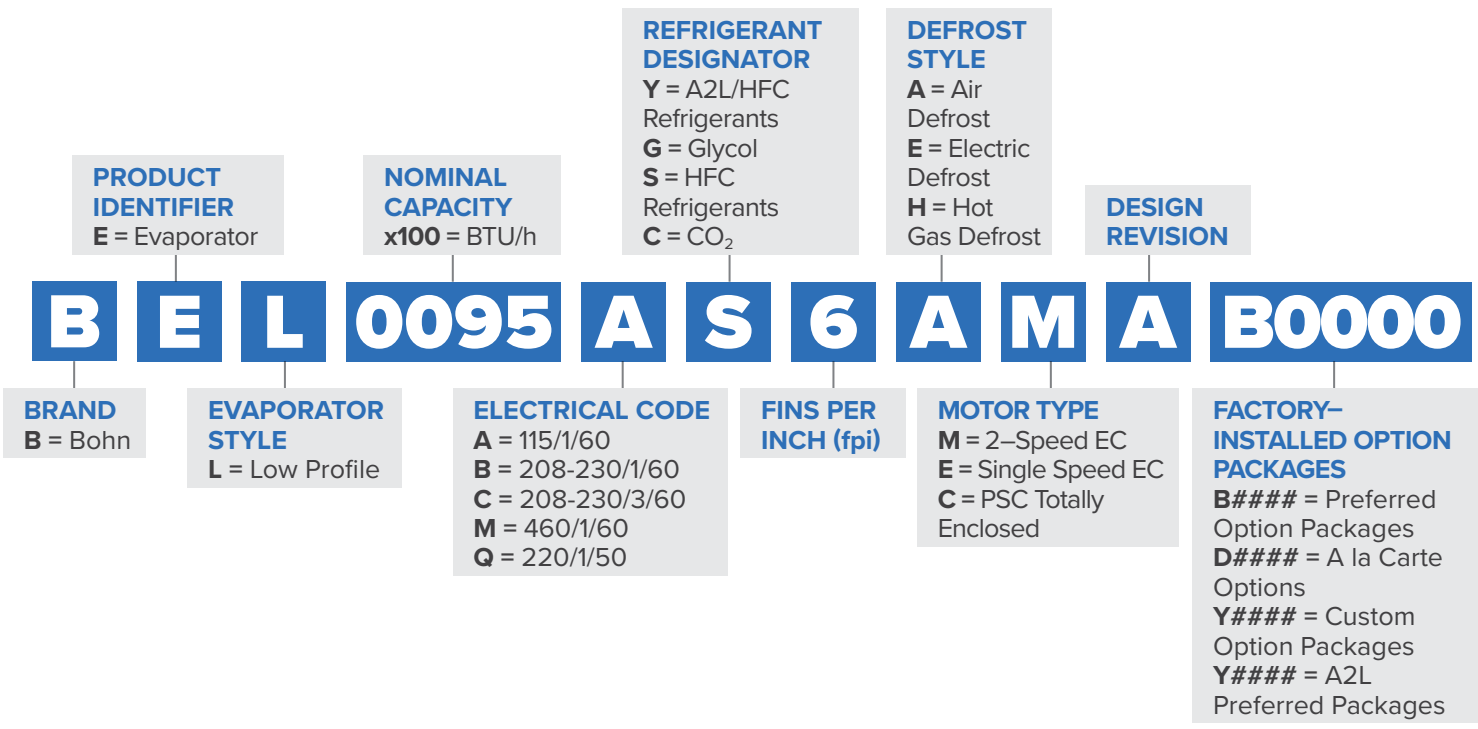 REFRIGERANT
DESIGNATOR
Y = A2L/HFC
Refrigerants
G = Glycol
S = HFC
Refrigerants
C = CO₂
DEFROST
STYLE
A = Air
Defrost
E = Electric
Defrost
H = Hot
Gas Defrost
PRODUCT
IDENTIFIER
E = Evaporator
NOMINAL
CAPACITY
x100 = BTU/h
DESIGN
REVISION
B E L 0095 A S 6 A M A B0000
BRAND
B = Bohn
EVAPORATOR
STYLE
L = Low Profile
ELECTRICAL CODE
A = 115/1/60
B = 208-230/1/60
C = 208-230/3/60
M = 460/1/60
Q = 220/1/50
FINS PER
INCH (fpi)
MOTOR TYPE
M = 2–Speed EC
E = Single Speed EC
C = PSC Totally
Enclosed
FACTORY–
INSTALLED OPTION
PACKAGES
B#### = Preferred
Option Packages
D#### = A la Carte
Options
Y#### = Custom
Option Packages
Y#### = A2L
Preferred Packages